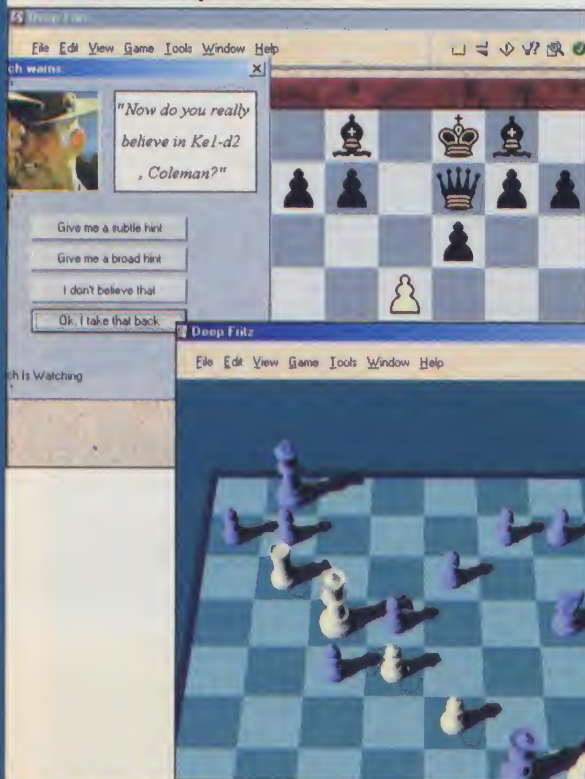 Deep Fritz
File Edit View Game Tools Window Help
ch warns:
"Now do you really
believe in Ke1-d2
, Coleman?"
Give me a subtle hint
Give me a broad hint
I don't believe that
Ok, I take that back
ch Is Watching
Deep Fritz
File Edit View Game Tools Window Help